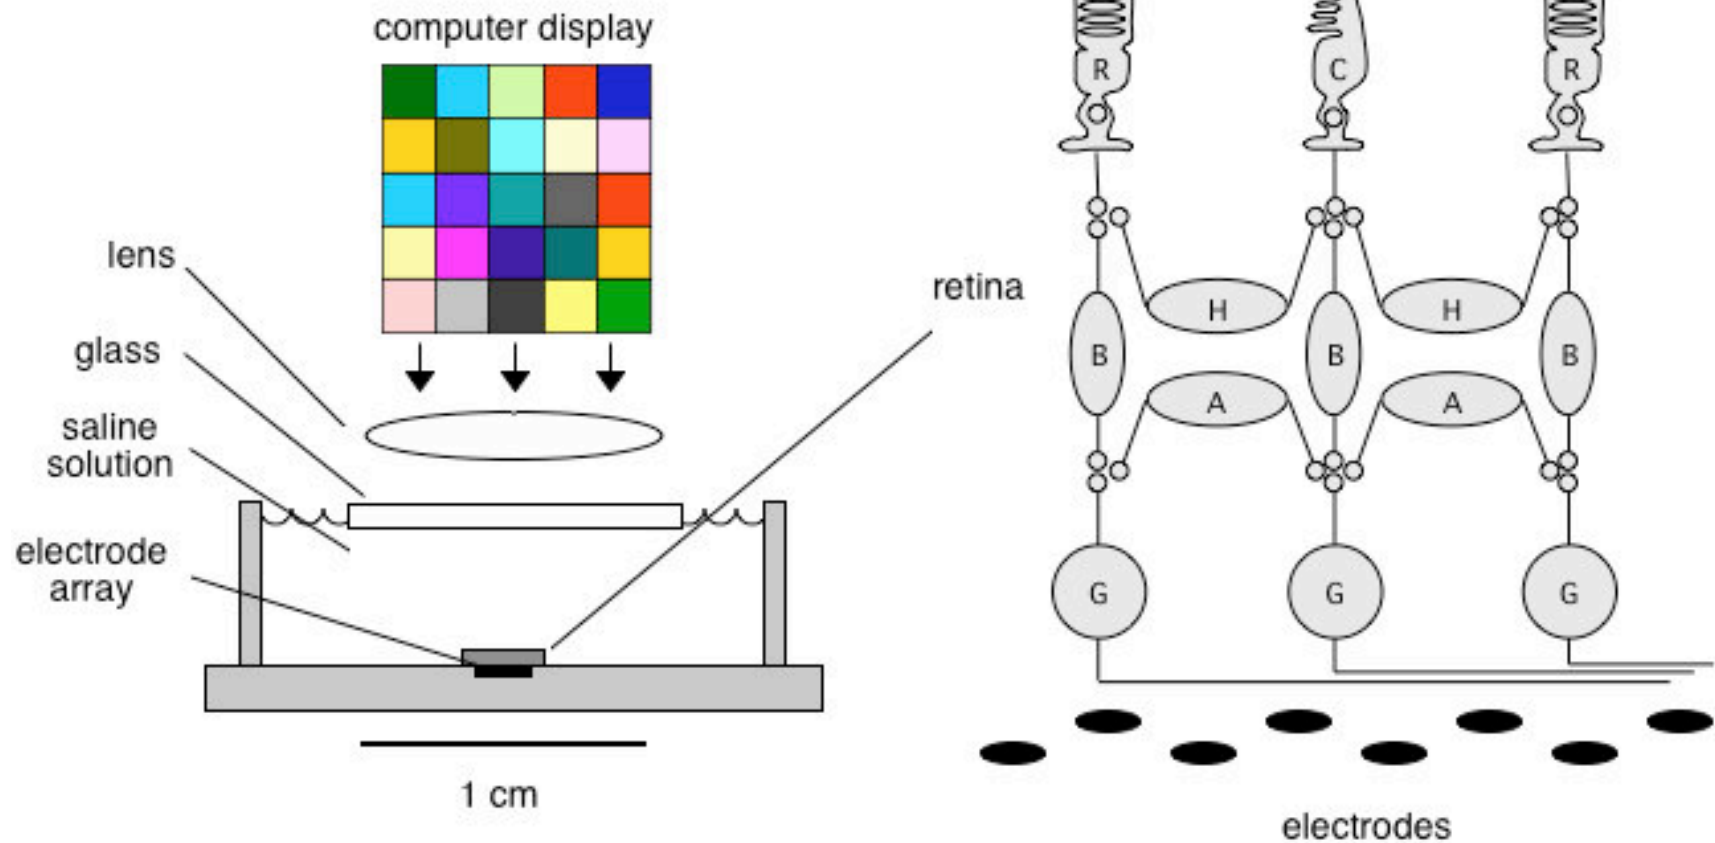 computer display
lens
glass
saline
solution
electrode
array
retina
1 cm
R C R
H H
B B B
A A
G G G
electrodes